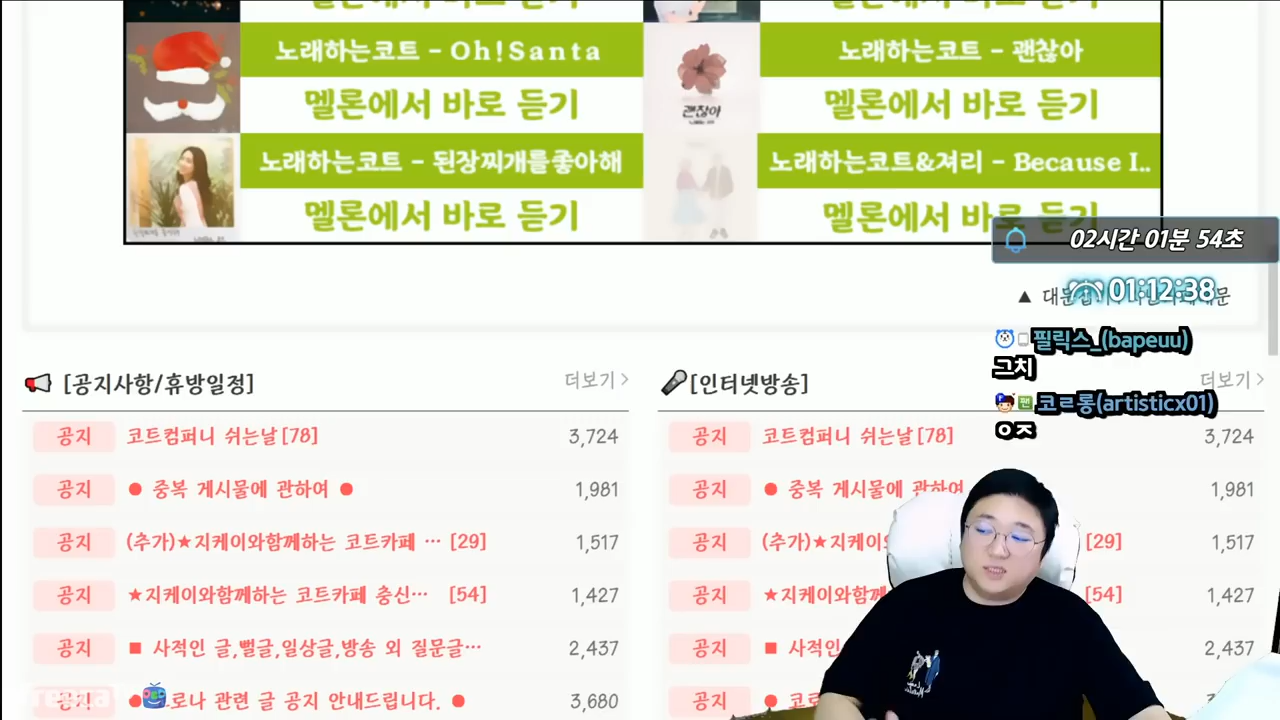 노래하는코트 - Oh!Santa
노래하는코트 - 괜찮아
멜론에서 바로 듣기
멜론에서 바로 듣기
괜찮아
노래하는코트 - 된장찌개를좋아해
노래하는코트&져리 - Because I..
멜론에서 바로 듣기
멜론에서 바로 듣기
02시간 01분 54초
01:12:38
필릭스_(bapeuu)
그치
팬 코ㄹ롱(artisticx01)
ㅇㅈ
[공지사항/휴방일정]
더보기 >
공지 코트컴퍼니 쉬는날[78] 3,724
공지 ● 중복 게시물에 관하여 ● 1,981
공지 (추가)★지케이와함께하는 코트카페 … [29] 1,517
공지 ★지케이와함께하는 코트카페 충신… [54] 1,427
공지 ■ 사적인 글,뻘글,일상글,방송 외 질문글… 2,437
공지 로나 관련 글 공지 안내드립니다. ● 3,680
[인터넷방송]
더보기 >
공지 코트컴퍼니 쉬는날[78] 3,724
공지 ● 중복 게시물에 관하여 1,981
공지 (추가)★지케이 [29] 1,517
공지 ★지케이와함께 [54] 1,427
공지 ■ 사적인 2,437
공지 ● 코로